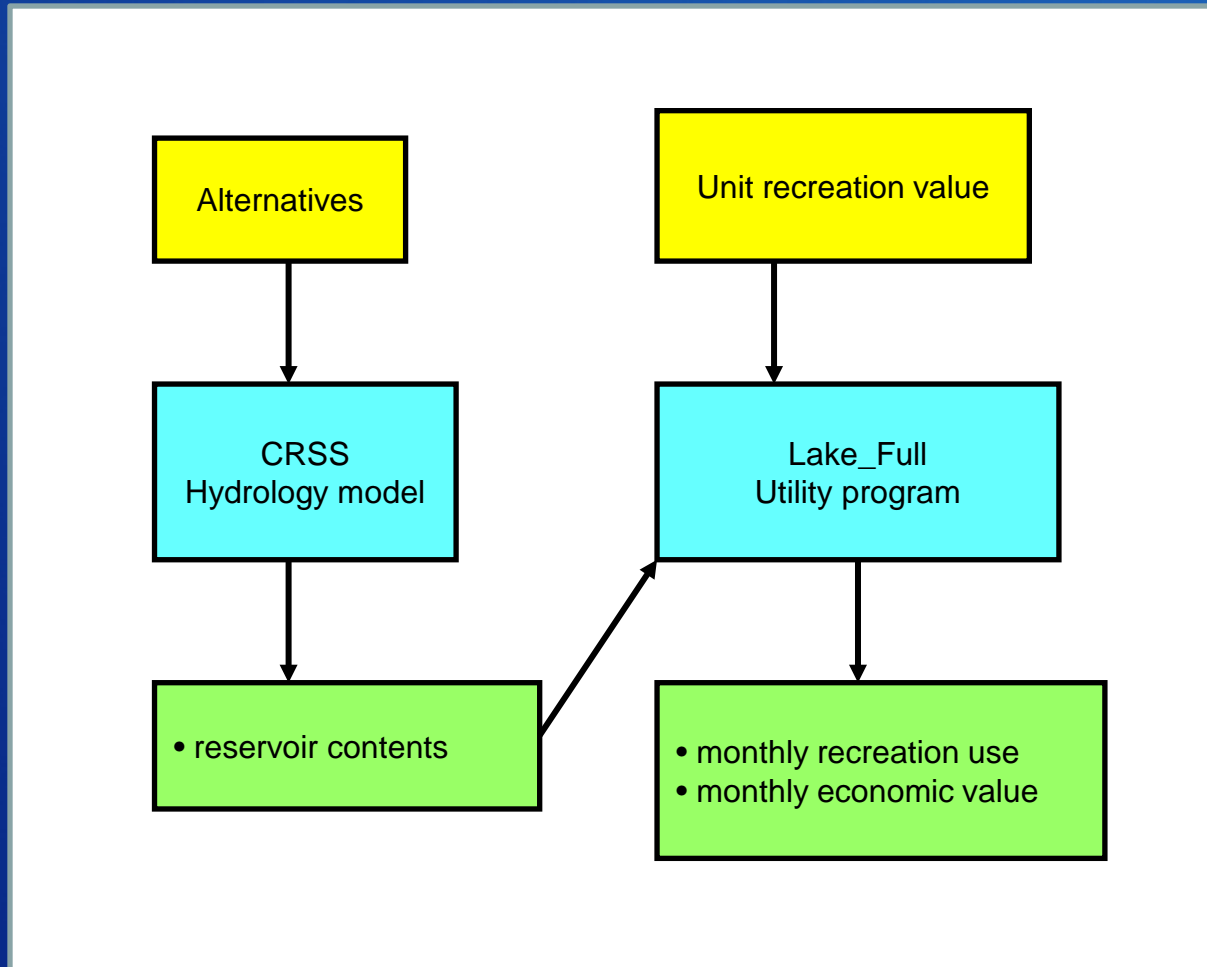 Alternatives
Unit recreation value
CRSS
Hydrology model
Lake_Full
Utility program
• reservoir contents
• monthly recreation use
• monthly economic value